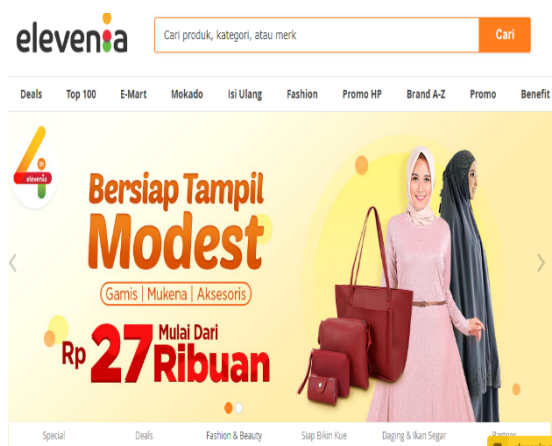 elevenia
Cari produk, kategori, atau merk
Cari
Deals Top 100 E-Mart Mokado Isi Ulang Fashion Promo HP Brand A-Z Promo Benefit
4
th
elevenia
Bersiap Tampil
Modest
Gamis | Mukena | Aksesoris
Mulai Dari
Rp 27 Ribuan
Special Deals Fashion & Beauty Siap Bikin Kue Daging & Ikan Segar Partner